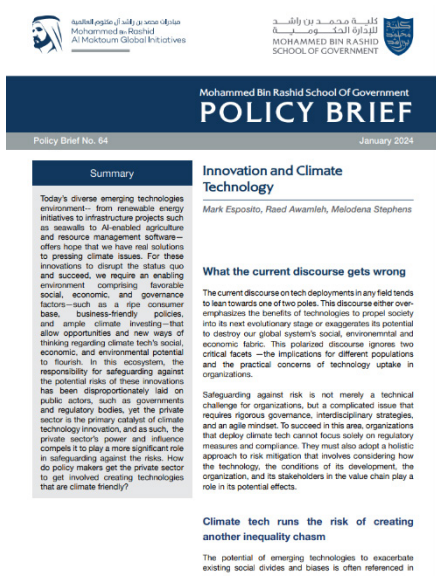 مبادرات محمد بن راشد آل مكتوم العالمية
Mohammed Bin Rashid
Al Maktoum Global Initiatives
كليـــة محمـــد بن راشـــد
للإدارة الحكـــوميـــة
MOHAMMED BIN RASHID
SCHOOL OF GOVERNMENT
Mohammed Bin Rashid School Of Government
POLICY BRIEF
Policy Brief No. 64
January 2024
Summary
Today's diverse emerging technologies
environment-- from renewable energy
initiatives to infrastructure projects such
as seawalls to AI-enabled agriculture
and resource management software—
offers hope that we have real solutions
to pressing climate issues. For these
innovations to disrupt the status quo
and succeed, we require an enabling
environment comprising favorable
social, economic, and governance
factors—such as a ripe consumer
base, business-friendly policies,
and ample climate investing—that
allow opportunities and new ways of
thinking regarding climate tech's social,
economic, and environmental potential
to flourish. In this ecosystem, the
responsibility for safeguarding against
the potential risks of these innovations
has been disproportionately laid on
public actors, such as governments
and regulatory bodies, yet the private
sector is the primary catalyst of climate
technology innovation, and as such, the
private sector's power and influence
compels it to play a more significant role
in safeguarding against the risks. How
do policy makers get the private sector
to get involved creating technologies
that are climate friendly?
Innovation and Climate
Technology
Mark Esposito, Raed Awamleh, Melodena Stephens
What the current discourse gets wrong
The current discourse on tech deployments in any field tends
to lean towards one of two poles. This discourse either over-
emphasizes the benefits of technologies to propel society
into its next evolutionary stage or exaggerates its potential
to destroy our global system's social, environemntal and
economic fabric. This polarized discourse ignores two
critical facets —the implications for different populations
and the practical concerns of technology uptake in
organizations.
Safeguarding against risk is not merely a technical
challenge for organizations, but a complicated issue that
requires rigorous governance, interdisciplinary strategies,
and an agile mindset. To succeed in this area, organizations
that deploy climate tech cannot focus solely on regulatory
measures and compliance. They must also adopt a holistic
approach to risk mitigation that involves considering how
the technology, the conditions of its development, the
organization, and its stakeholders in the value chain play a
role in its potential effects.
Climate tech runs the risk of creating
another inequality chasm
The potential of emerging technologies to exacerbate
existing social divides and biases is often referenced in